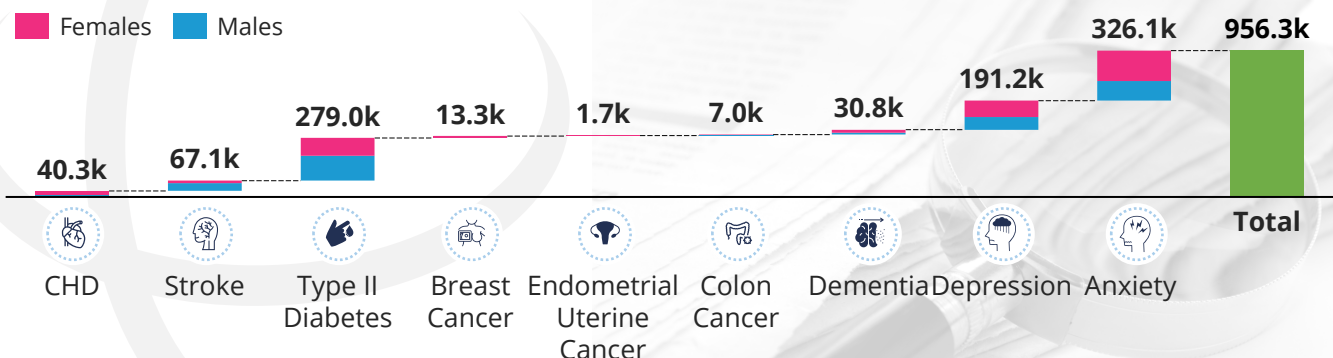 Females Males
40.3k
67.1k
279.0k
13.3k
1.7k
7.0k
30.8k
191.2k
326.1k
956.3k
CHD
Stroke
Type II
Diabetes
Breast
Cancer
Endometrial
Uterine
Cancer
Colon
Cancer
Dementia
Depression
Anxiety
Total